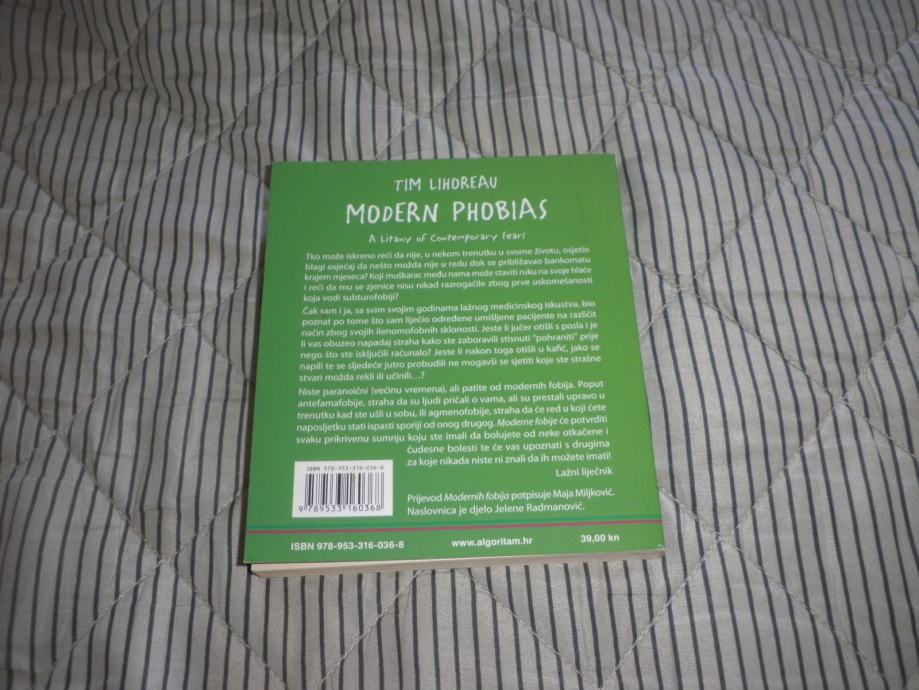 TIM LIHOREAU
MODERN PHOBIAS
A Litany of Contemporary Fears
Tko može iskreno reći da nije, u nekom trenutku u svome životu, osjetio
blagi osjećaj da nešto možda nije u redu dok se približavao bankomatu
krajem mjeseca? Koji muškarac među nama može staviti ruku na svoje hlače
i reći da mu se zjenice nisu nikad razrogačile zbog prve uskomešanosti
koja vodi subturofobiji?
Čak sam i ja, sa svim svojim godinama lažnog medicinskog iskustva, bio
poznat po tome što sam liječio određene umišljene pacijente na različit
način zbog svojih ilenomofobnih sklonosti. Jeste li jučer otišli s posla i je
li vas obuzeo napadaj straha kako ste zaboravili stisnuti "pohraniti" prije
nego što ste isključili računalo? Jeste li nakon toga otišli u kafić, jako se
napili te se sljedeće jutro probudili ne mogavši se sjetiti koje ste strašne
stvari možda rekli ili učinili...?
Niste paranoični (većinu vremena), ali patite od modernih fobija. Poput
antefamafobije, straha da su ljudi pričali o vama, ali su prestali upravo u
trenutku kad ste ušli u sobu, ili agmenofobije, straha da će red u koji ćete
naposljetku stati ispasti sporiji od onog drugog. Moderne fobije će potvrditi
svaku prikrivenu sumnju koju ste imali da bolujete od neke otkačene i
čudesne bolesti te će vas upoznati s drugima
za koje nikada niste ni znali da ih možete imati!
Lažni liječnik
Prijevod Modernih fobija potpisuje Maja Miljković.
Naslovnica je djelo Jelene Radmanović.
ISBN 978-953-316-036-8
9 789533 160368
ISBN 978-953-316-036-8 www.algoritam.hr 39,00 kn